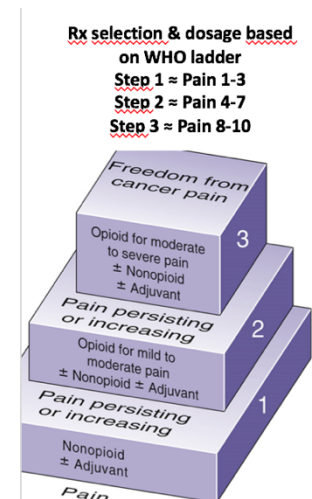 Rx selection & dosage based
on WHO ladder
Step 1 ≈ Pain 1-3
Step 2 ≈ Pain 4-7
Step 3 ≈ Pain 8-10
Freedom from
cancer pain
Opioid for moderate
to severe pain
± Nonopioid
± Adjuvant
3
Pain persisting
or increasing
Opioid for mild to
moderate pain
± Nonopioid ± Adjuvant
2
Pain persisting
or increasing
Nonopioid
± Adjuvant
1
Pain